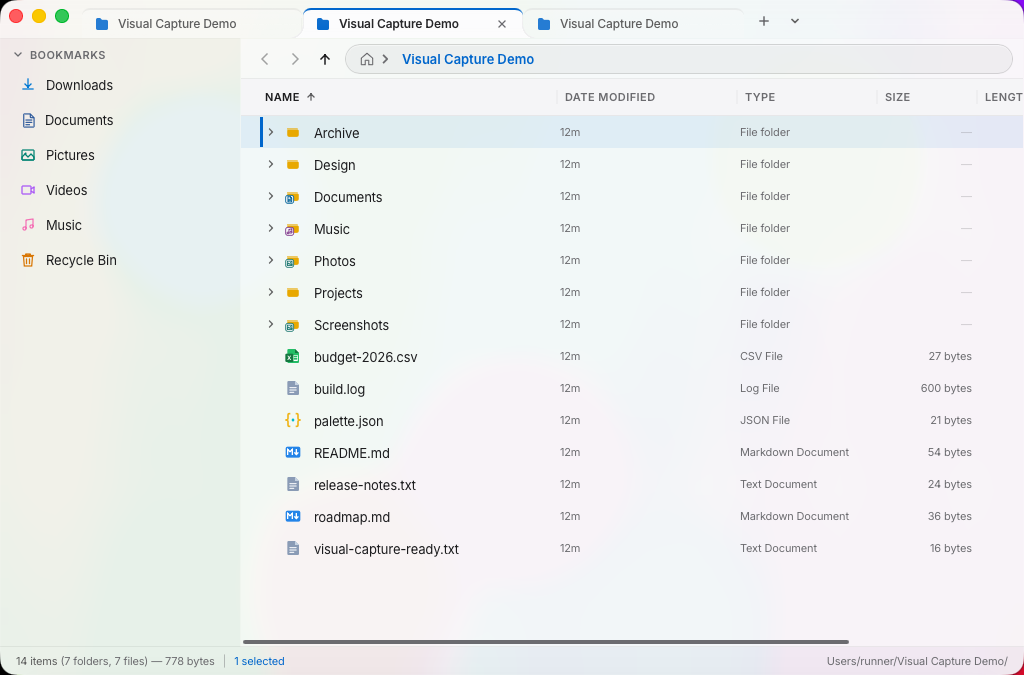 Visual Capture Demo
Visual Capture Demo
Visual Capture Demo
BOOKMARKS
Downloads
Documents
Pictures
Videos
Music
Recycle Bin
Visual Capture Demo
NAME DATE MODIFIED TYPE SIZE LENGT
Archive 12m File folder —
Design 12m File folder —
Documents 12m File folder —
Music 12m File folder —
Photos 12m File folder —
Projects 12m File folder —
Screenshots 12m File folder —
budget-2026.csv 12m CSV File 27 bytes
build.log 12m Log File 600 bytes
palette.json 12m JSON File 21 bytes
README.md 12m Markdown Document 54 bytes
release-notes.txt 12m Text Document 24 bytes
roadmap.md 12m Markdown Document 36 bytes
visual-capture-ready.txt 12m Text Document 16 bytes
14 items (7 folders, 7 files) — 778 bytes 1 selected Users/runner/Visual Capture Demo/